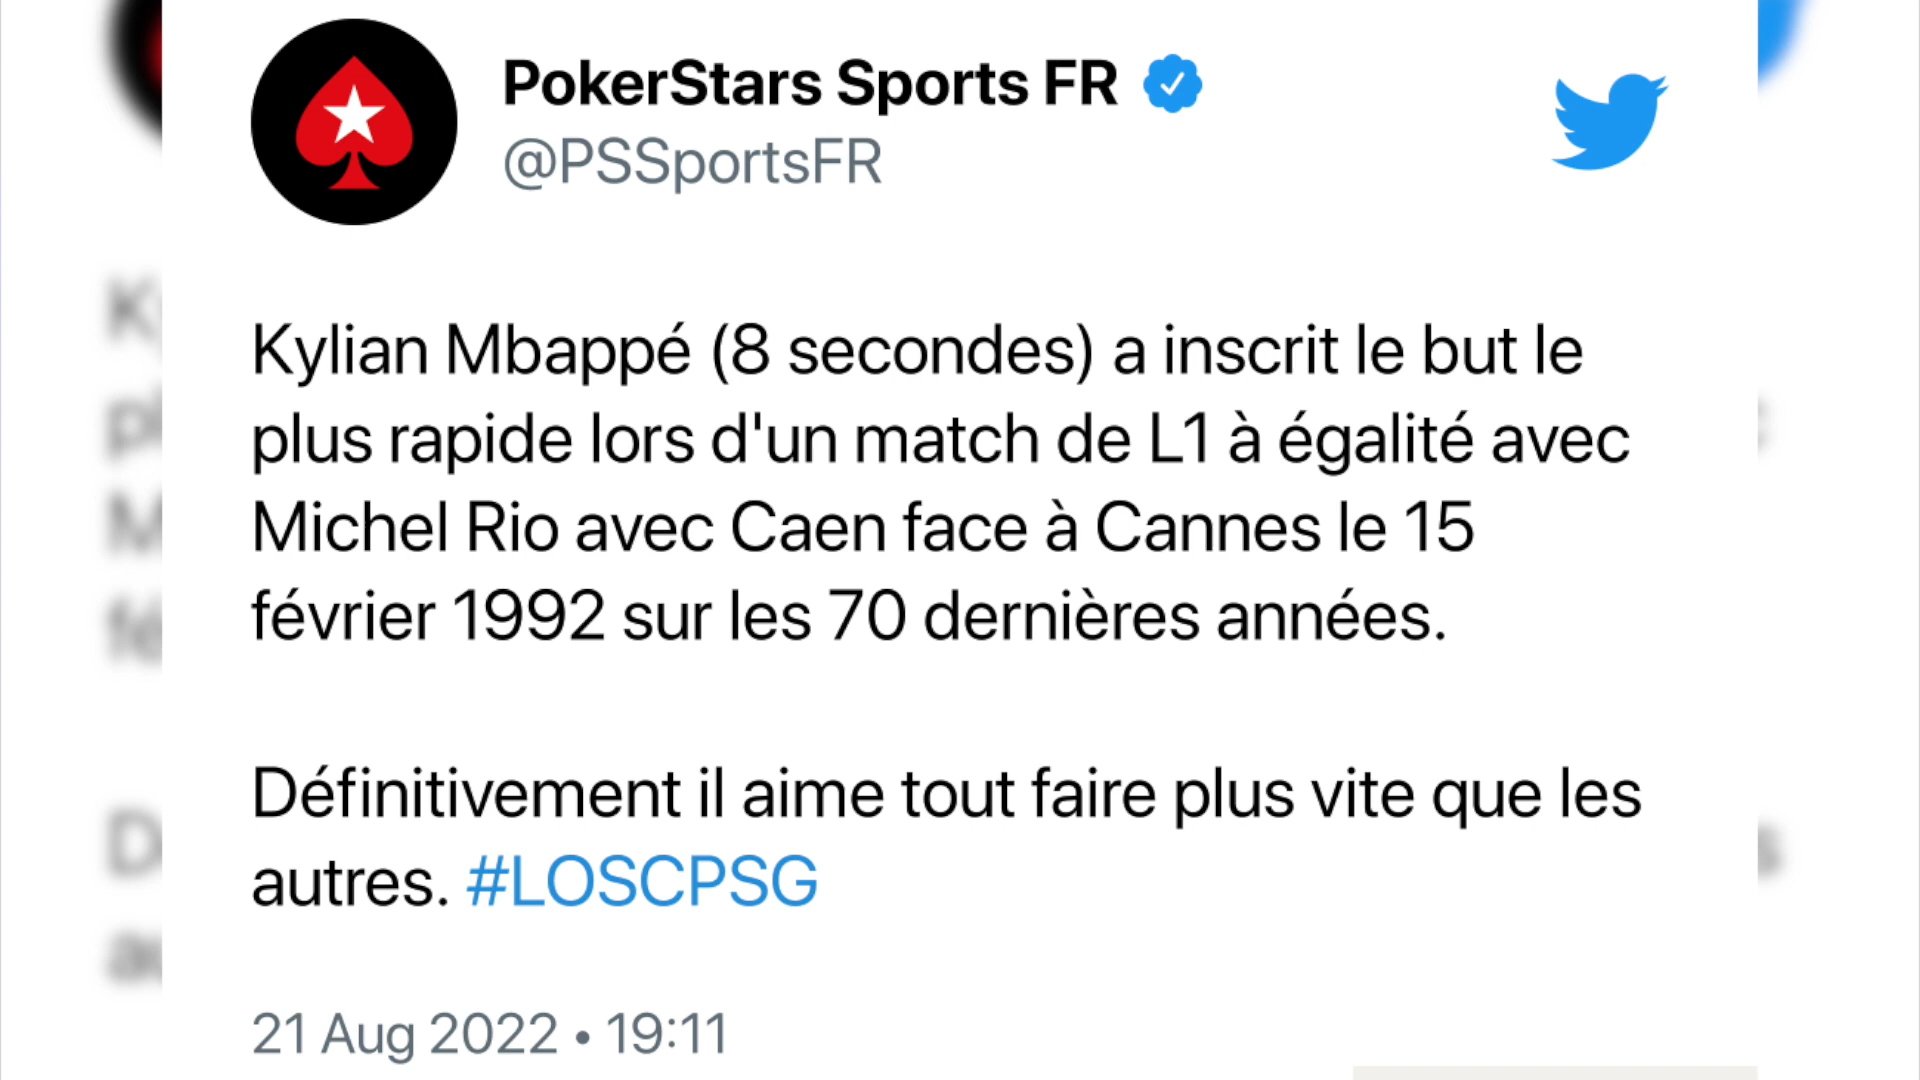 PokerStars Sports FR
@PSSportsFR
Kylian Mbappé (8 secondes) a inscrit le but le
plus rapide lors d'un match de L1 à égalité avec
Michel Rio avec Caen face à Cannes le 15
février 1992 sur les 70 dernières années.
Définitivement il aime tout faire plus vite que les
autres. #LOSCPSG
21 Aug 2022 • 19:11